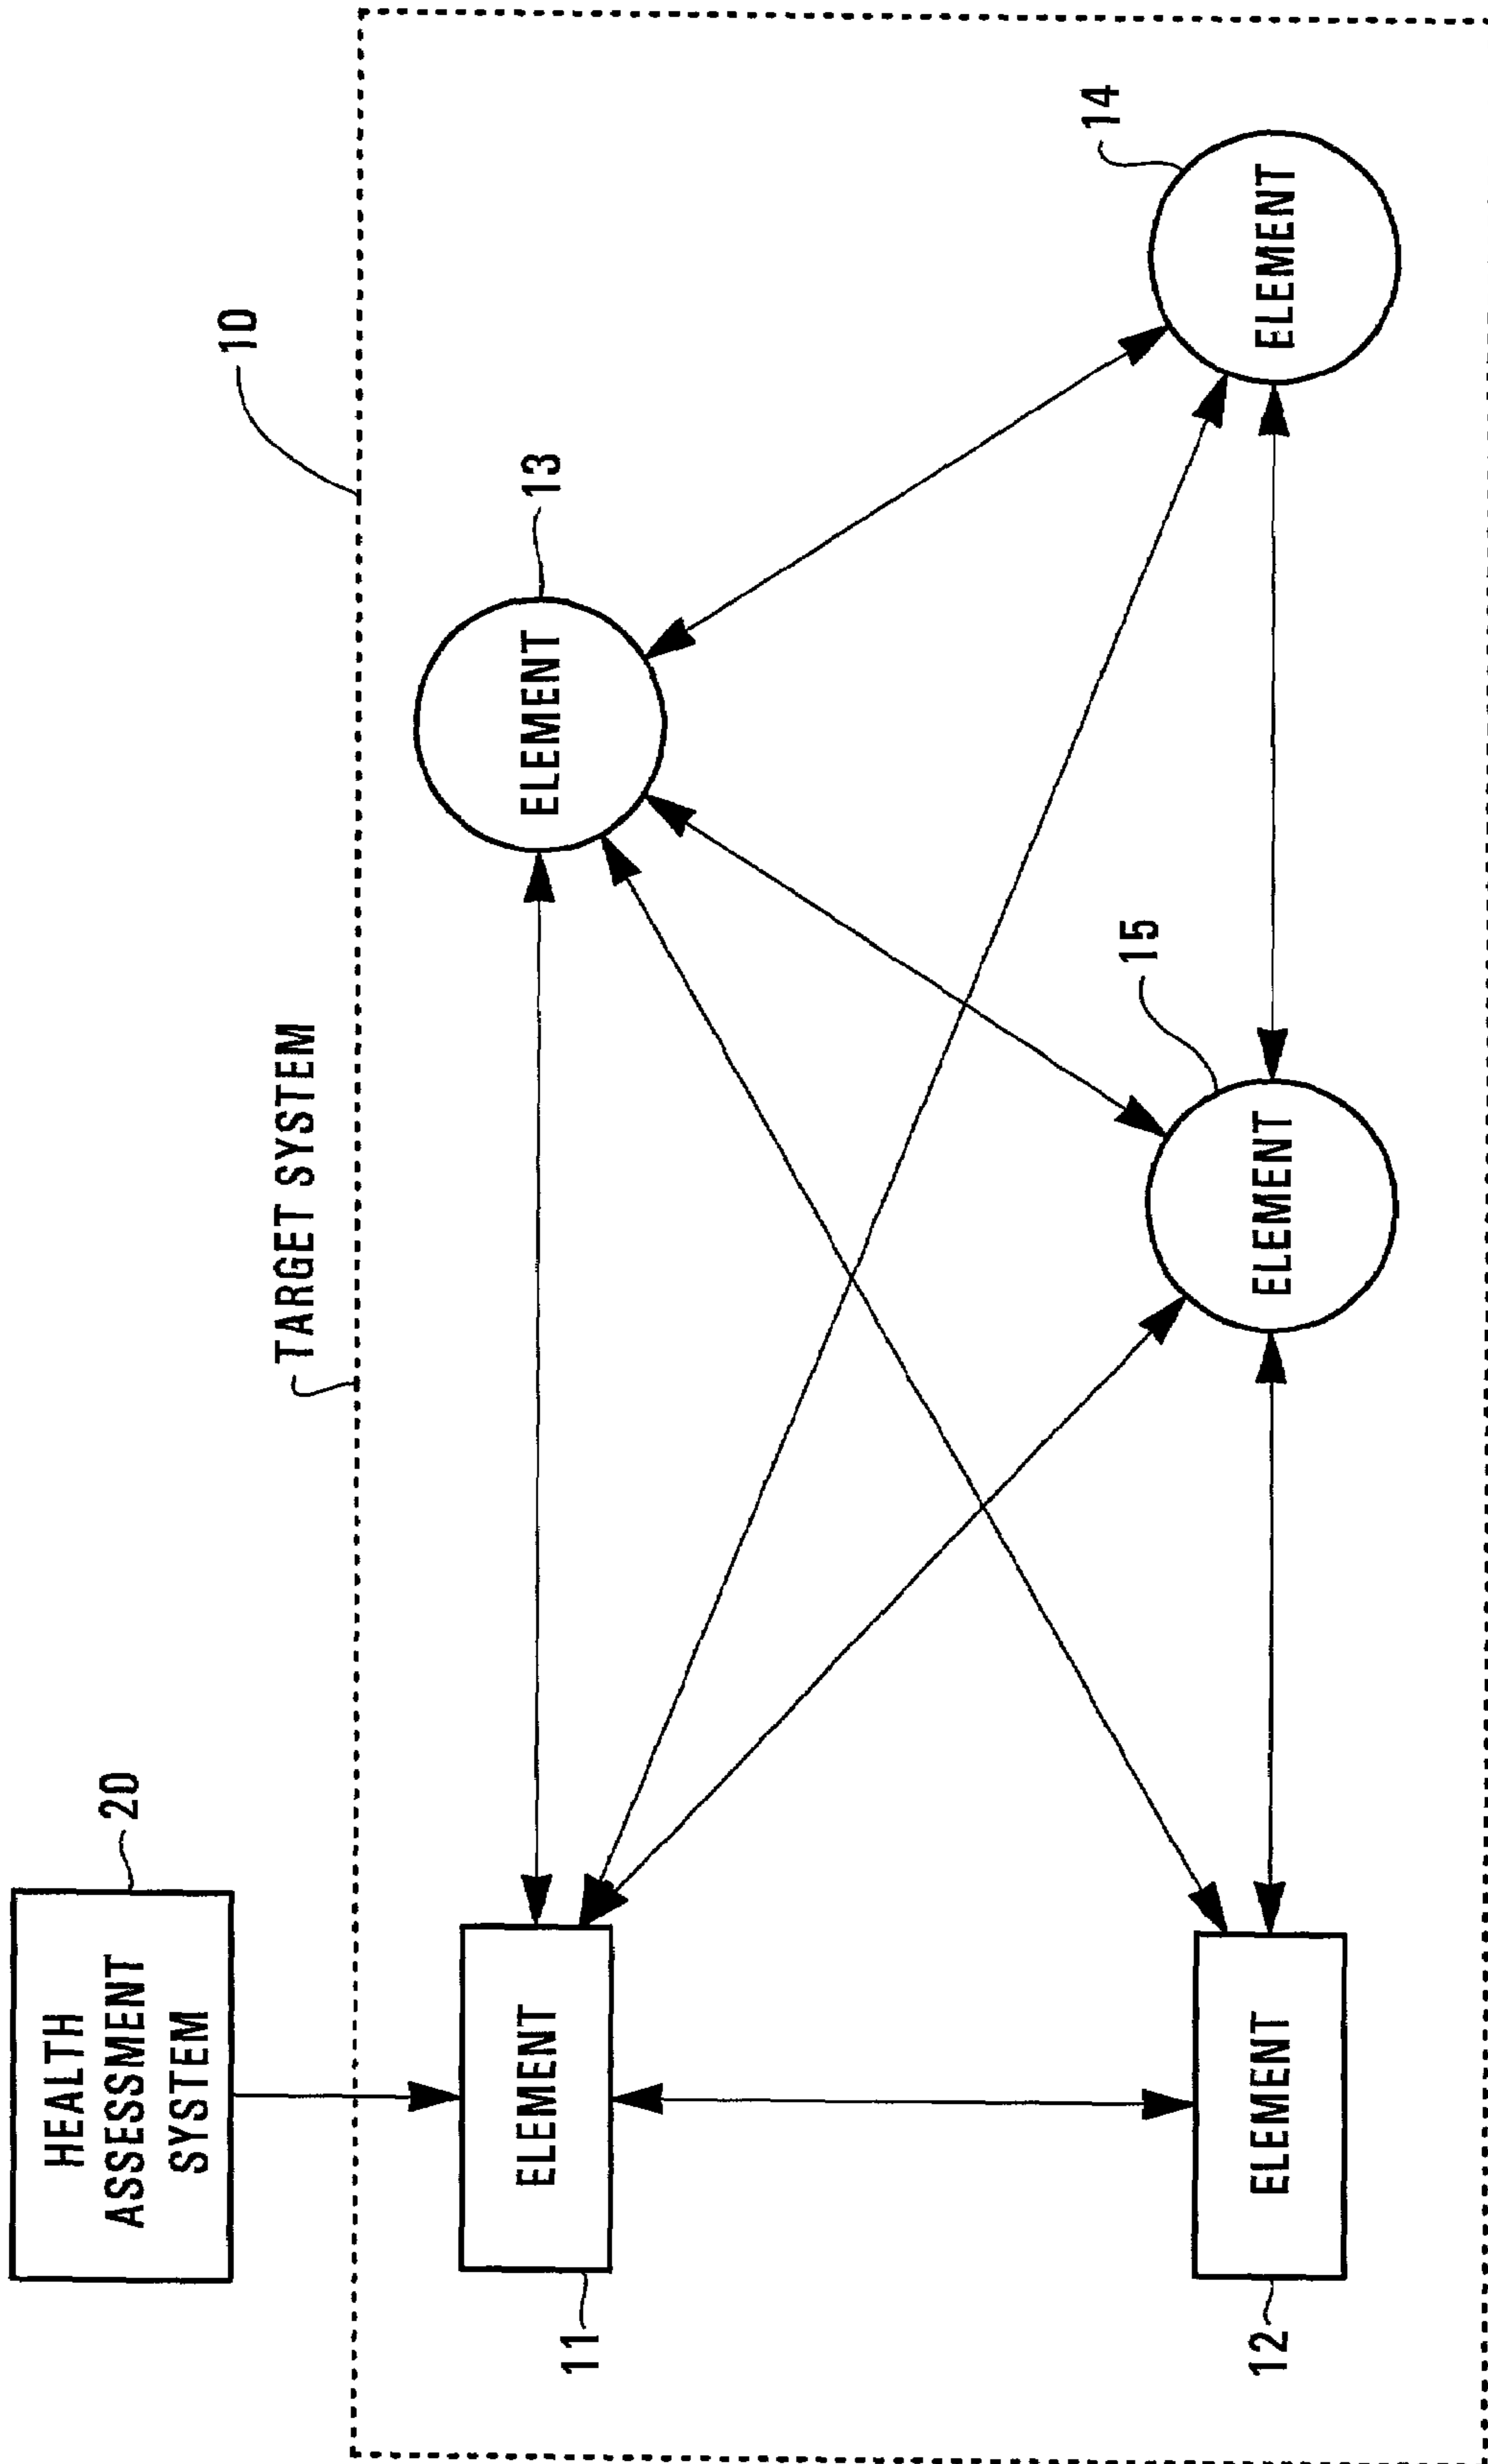 HEALTH
ASSESSMENT
SYSTEM
20
TARGET SYSTEM
10
ELEMENT
11
ELEMENT
13
ELEMENT
12
ELEMENT
15
ELEMENT
14